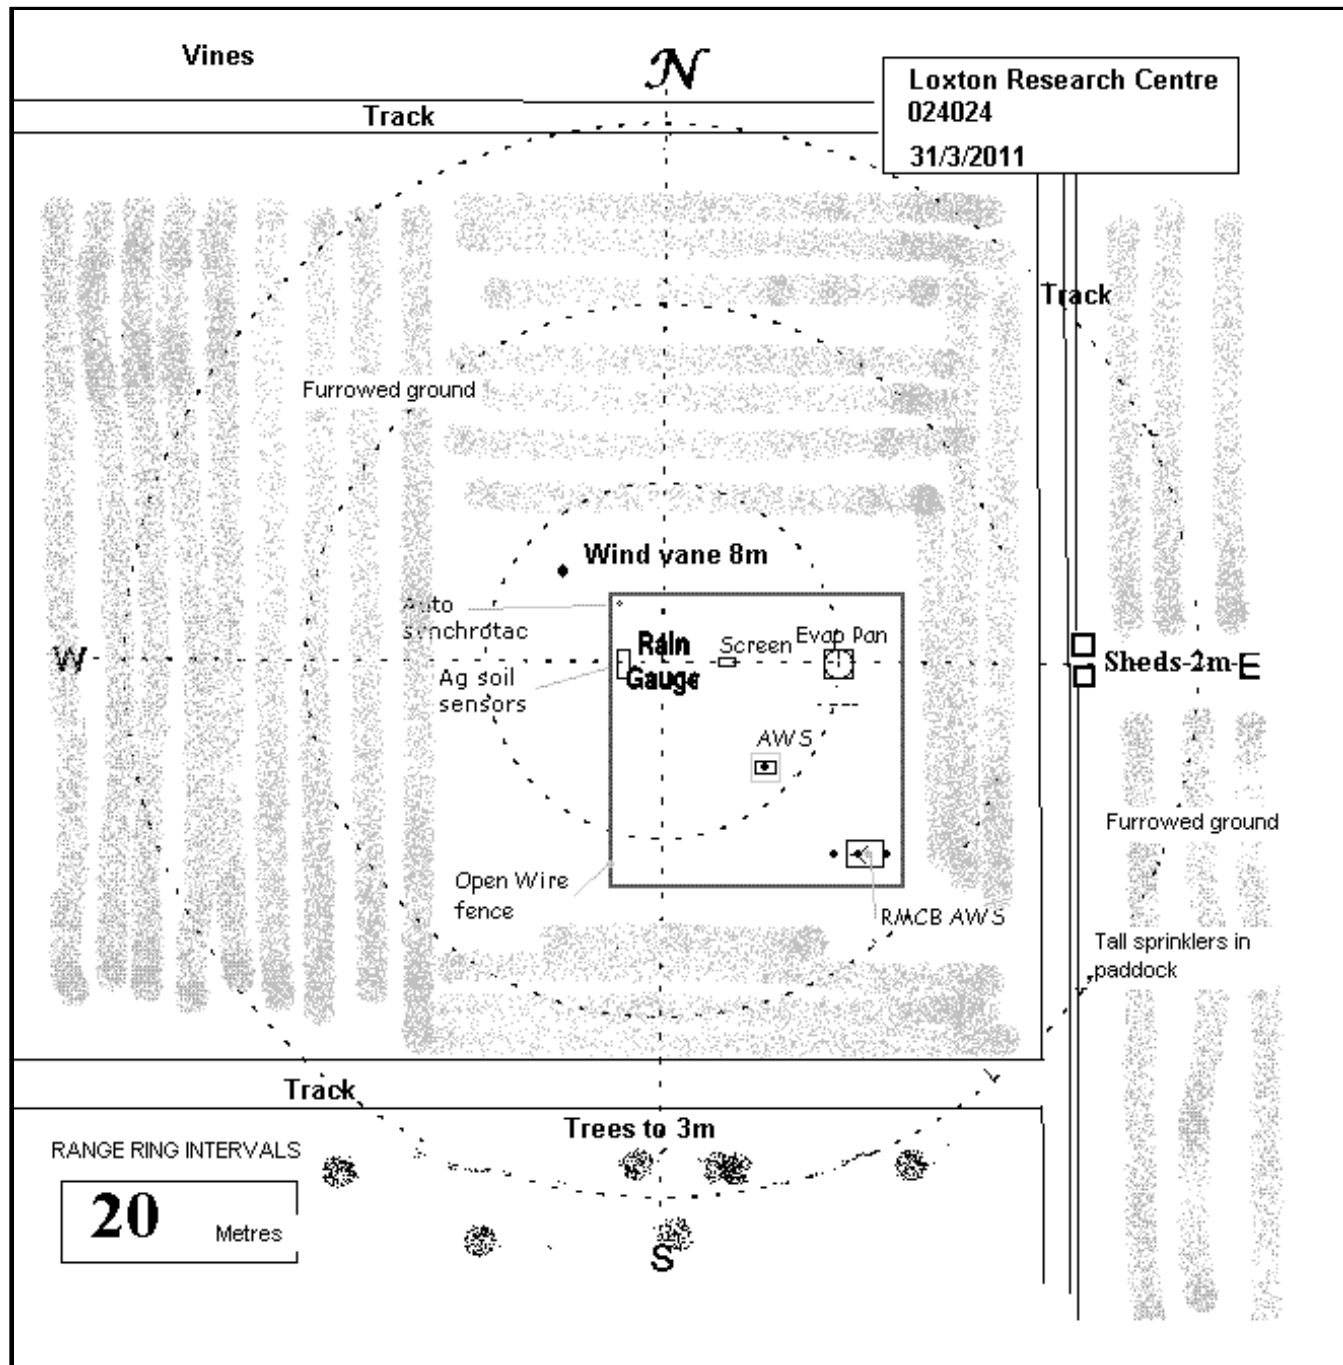 Vines
N
Loxton Research Centre
024024
31/3/2011
Track
Track
Furrowed ground
Wind vane 8m
Auto
synchrotac
Rain
Gauge
Screen
Evap Pan
W
Sheds-2m-E
Ag soil
sensors
AWS
Furrowed ground
Open Wire
fence
RMCB AWS
Tall sprinklers in
paddock
Track
Trees to 3m
RANGE RING INTERVALS
20 Metres
S